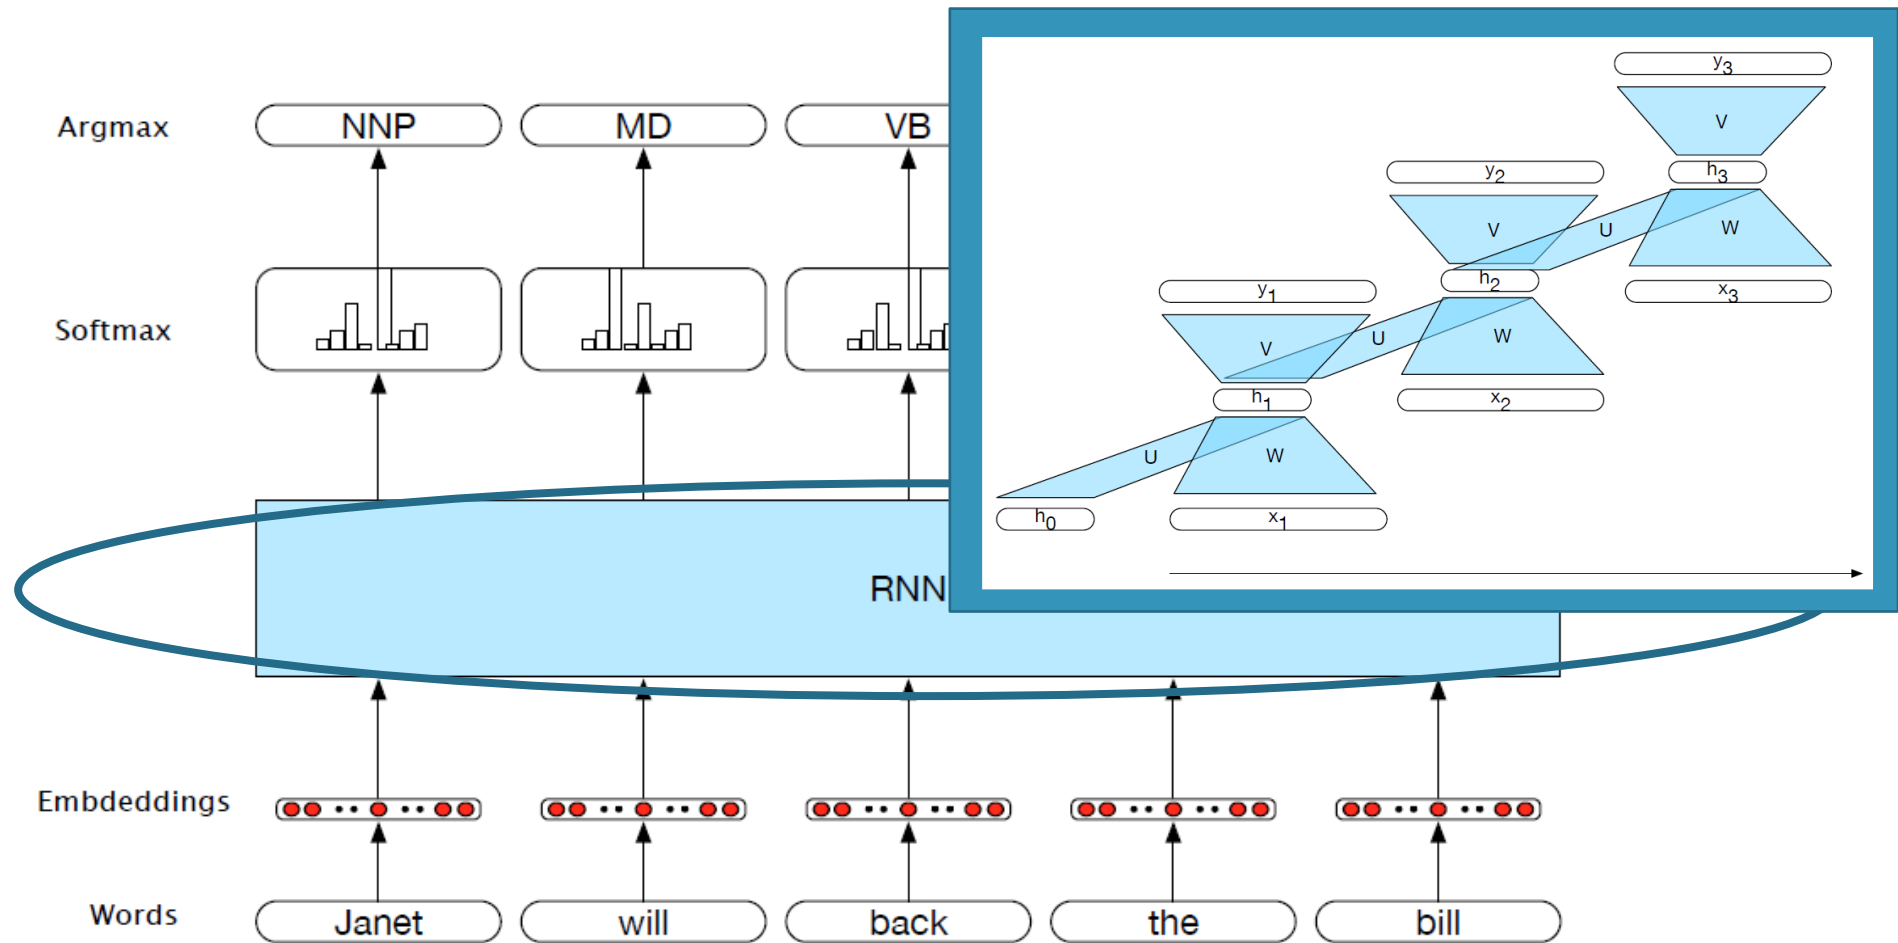 Argmax
NNP
MD
VB
Softmax
RNN
Embdeddings
Words
Janet
will
back
the
bill
y3
V
h3
y2
V
U
W
h2
x3
y1
V
U
W
h1
x2
U
W
h0
x1